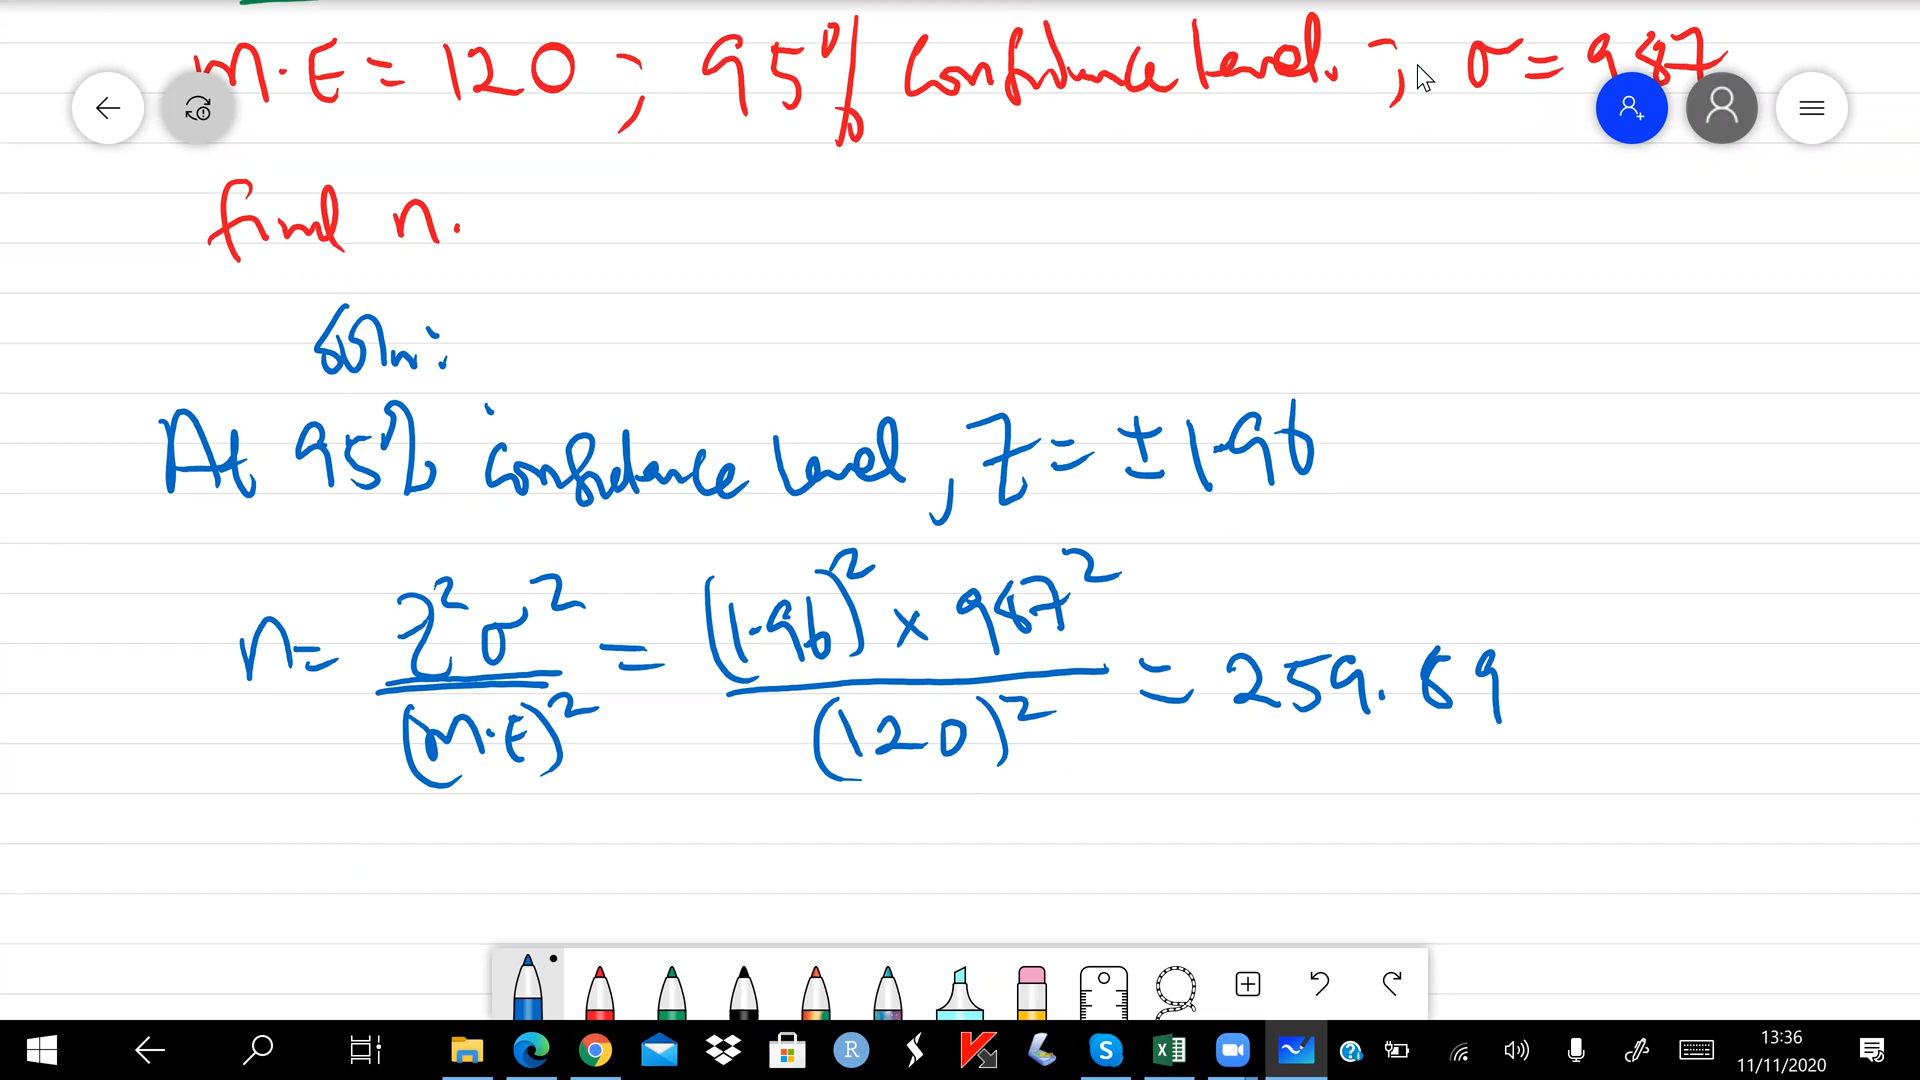 M.E = 120 ; 95% Confidence Level. ; σ = 987
find n.
Soln:
At 95% confidence level, Z = ± 1.96
n = Z²σ² / (M.E)² = (1.96)² × 987² / (120)² = 259.89
R
S
13:36
11/11/2020